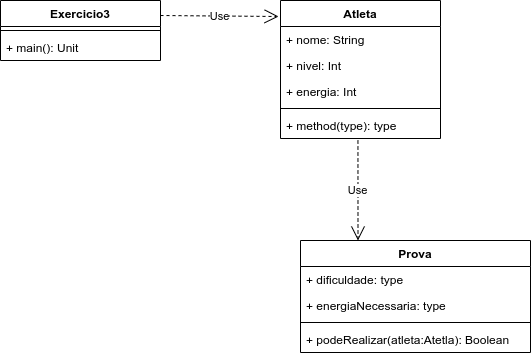 Exercicio3
+ main(): Unit
Use
Atleta
+ nome: String
+ nivel: Int
+ energia: Int
+ method(type): type
Use
Prova
+ dificuldade: type
+ energiaNecessaria: type
+ podeRealizar(atleta:Atetla): Boolean